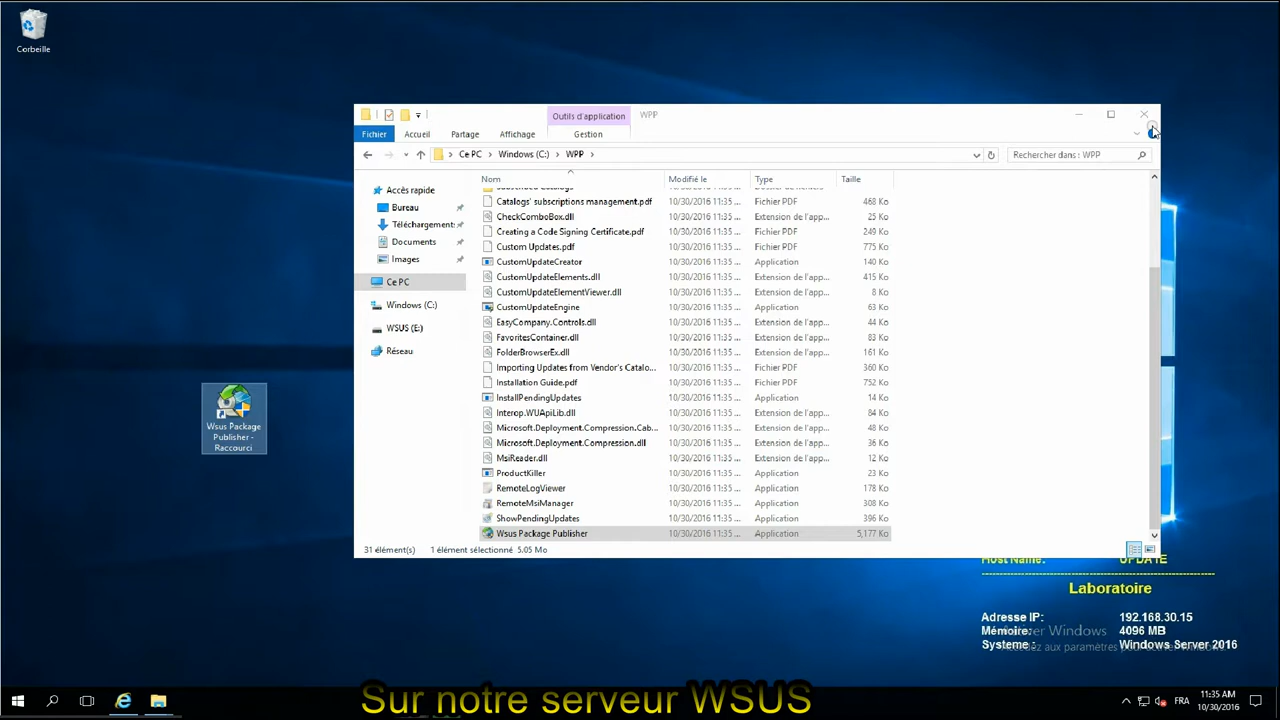 Corbeille
Outils d'application WPP
Fichier Accueil Partage Affichage Gestion
Ce PC Windows (C:) WPP Rechercher dans : WPP
Nom Modifié le Type Taille
Accès rapide
Bureau
Téléchargement:
Documents
Images
Ce PC
Windows (C:)
WSUS (E:)
Réseau
Subscribed Catalogs
Catalogs' subscriptions management.pdf 10/30/2016 11:35 ... Fichier PDF 468 Ko
CheckComboBox.dll 10/30/2016 11:35 ... Extension de l'app... 25 Ko
Creating a Code Signing Certificate.pdf 10/30/2016 11:35 ... Fichier PDF 249 Ko
Custom Updates.pdf 10/30/2016 11:35 ... Fichier PDF 775 Ko
CustomUpdateCreator 10/30/2016 11:35 ... Application 140 Ko
CustomUpdateElements.dll 10/30/2016 11:35 ... Extension de l'app... 415 Ko
CustomUpdateElementViewer.dll 10/30/2016 11:35 ... Extension de l'app... 8 Ko
CustomUpdateEngine 10/30/2016 11:35 ... Application 63 Ko
EasyCompany.Controls.dll 10/30/2016 11:35 ... Extension de l'app... 44 Ko
FavoritesContainer.dll 10/30/2016 11:35 ... Extension de l'app... 83 Ko
FolderBrowserEx.dll 10/30/2016 11:35 ... Extension de l'app... 161 Ko
Importing Updates from Vendor's Catalo... 10/30/2016 11:35 ... Fichier PDF 360 Ko
Installation Guide.pdf 10/30/2016 11:35 ... Fichier PDF 752 Ko
InstallPendingUpdates 10/30/2016 11:35 ... Application 14 Ko
Interop.WUApiLib.dll 10/30/2016 11:35 ... Extension de l'app... 84 Ko
Microsoft.Deployment.Compression.Cab... 10/30/2016 11:35 ... Extension de l'app... 48 Ko
Microsoft.Deployment.Compression.dll 10/30/2016 11:35 ... Extension de l'app... 36 Ko
MsiReader.dll 10/30/2016 11:35 ... Extension de l'app... 12 Ko
ProductKiller 10/30/2016 11:35 ... Application 23 Ko
RemoteLogViewer 10/30/2016 11:35 ... Application 178 Ko
RemoteMsiManager 10/30/2016 11:35 ... Application 308 Ko
ShowPendingUpdates 10/30/2016 11:35 ... Application 396 Ko
Wsus Package Publisher 10/30/2016 11:35 ... Application 5,177 Ko
31 élément(s) 1 élément sélectionné 5.05 Mo
Wsus Package
Publisher -
Raccourci
Host Name: UPDATE
Laboratoire
Adresse IP: 192.168.30.15
Mémoire: 4096 MB
Activer Windows
Systeme : Windows Server 2016
Accédez aux paramètres pour activer Windows.
Sur notre serveur WSUS
FRA
11:35 AM
10/30/2016